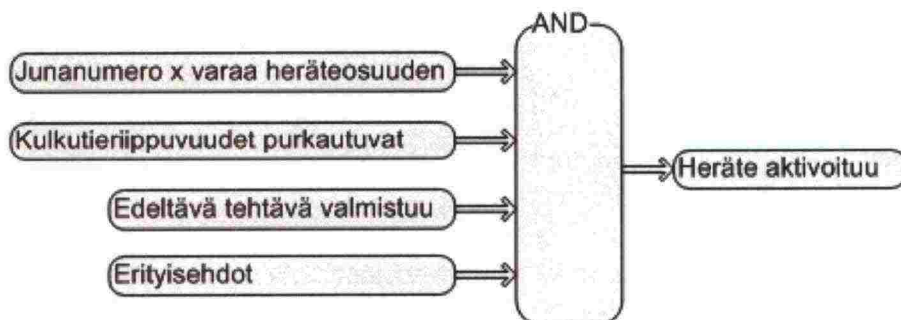 AND
Junanumero x varaa heräteosuuden
Kulkutieriippuvuudet purkautuvat
Edeltävä tehtävä valmistuu
Erityisehdot
Heräte aktivoituu